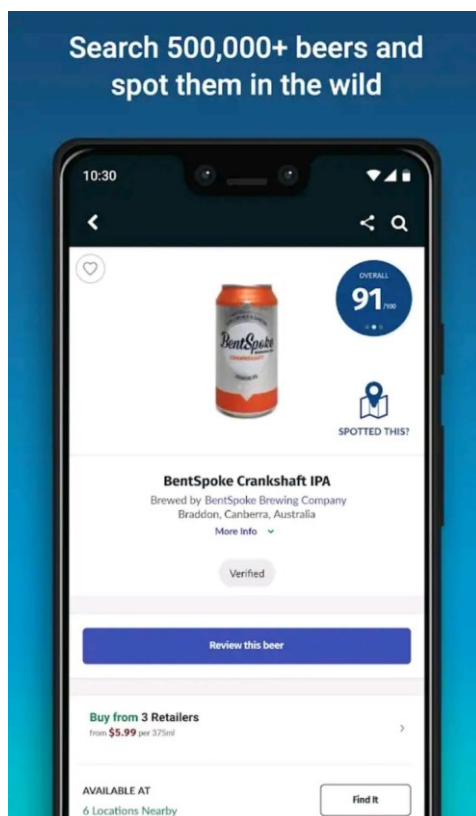 Search 500,000+ beers and
spot them in the wild
10:30
OVERALL
91/100
BentSpoke
CRANKSHAFT
SPOTTED THIS?
BentSpoke Crankshaft IPA
Brewed by BentSpoke Brewing Company
Braddon, Canberra, Australia
More Info
Verified
Review this beer
Buy from 3 Retailers
from $5.99 per 375ml
AVAILABLE AT
6 Locations Nearby
Find It